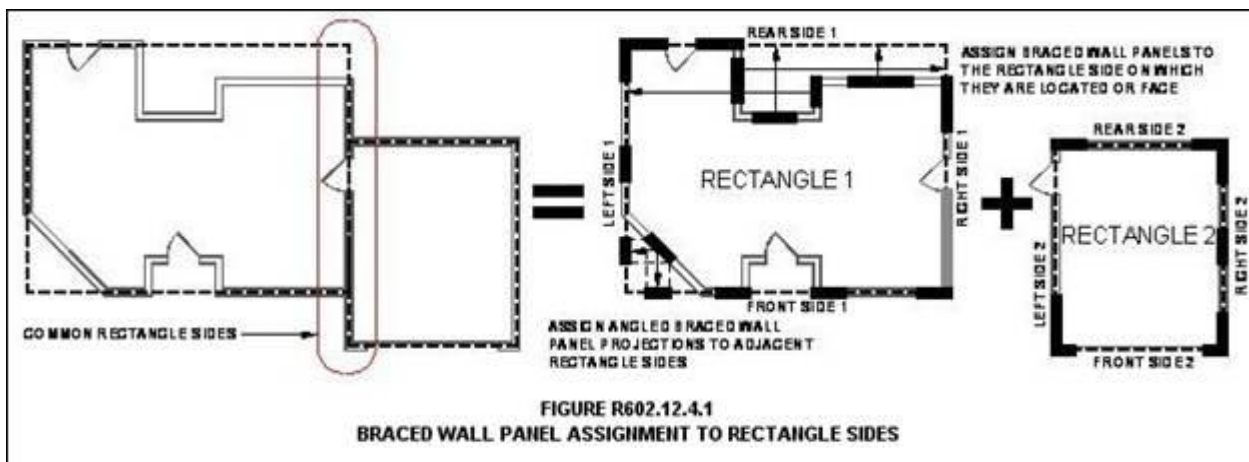 COMMON RECTANGLE SIDES
REAR SIDE 1
LEFT SIDE 1
RECTANGLE 1
RIGHT SIDE 1
FRONT SIDE 1
ASSIGN BRACED WALL PANELS TO
THE RECTANGLE SIDE ON WHICH
THEY ARE LOCATED OR FACE
ASSIGN ANGLED BRACED WALL
PANEL PROJECTIONS TO ADJACENT
RECTANGLE SIDES
REAR SIDE 2
LEFT SIDE 2
RECTANGLE 2
RIGHT SIDE 2
FRONT SIDE 2
FIGURE R602.12.4.1
BRACED WALL PANEL ASSIGNMENT TO RECTANGLE SIDES